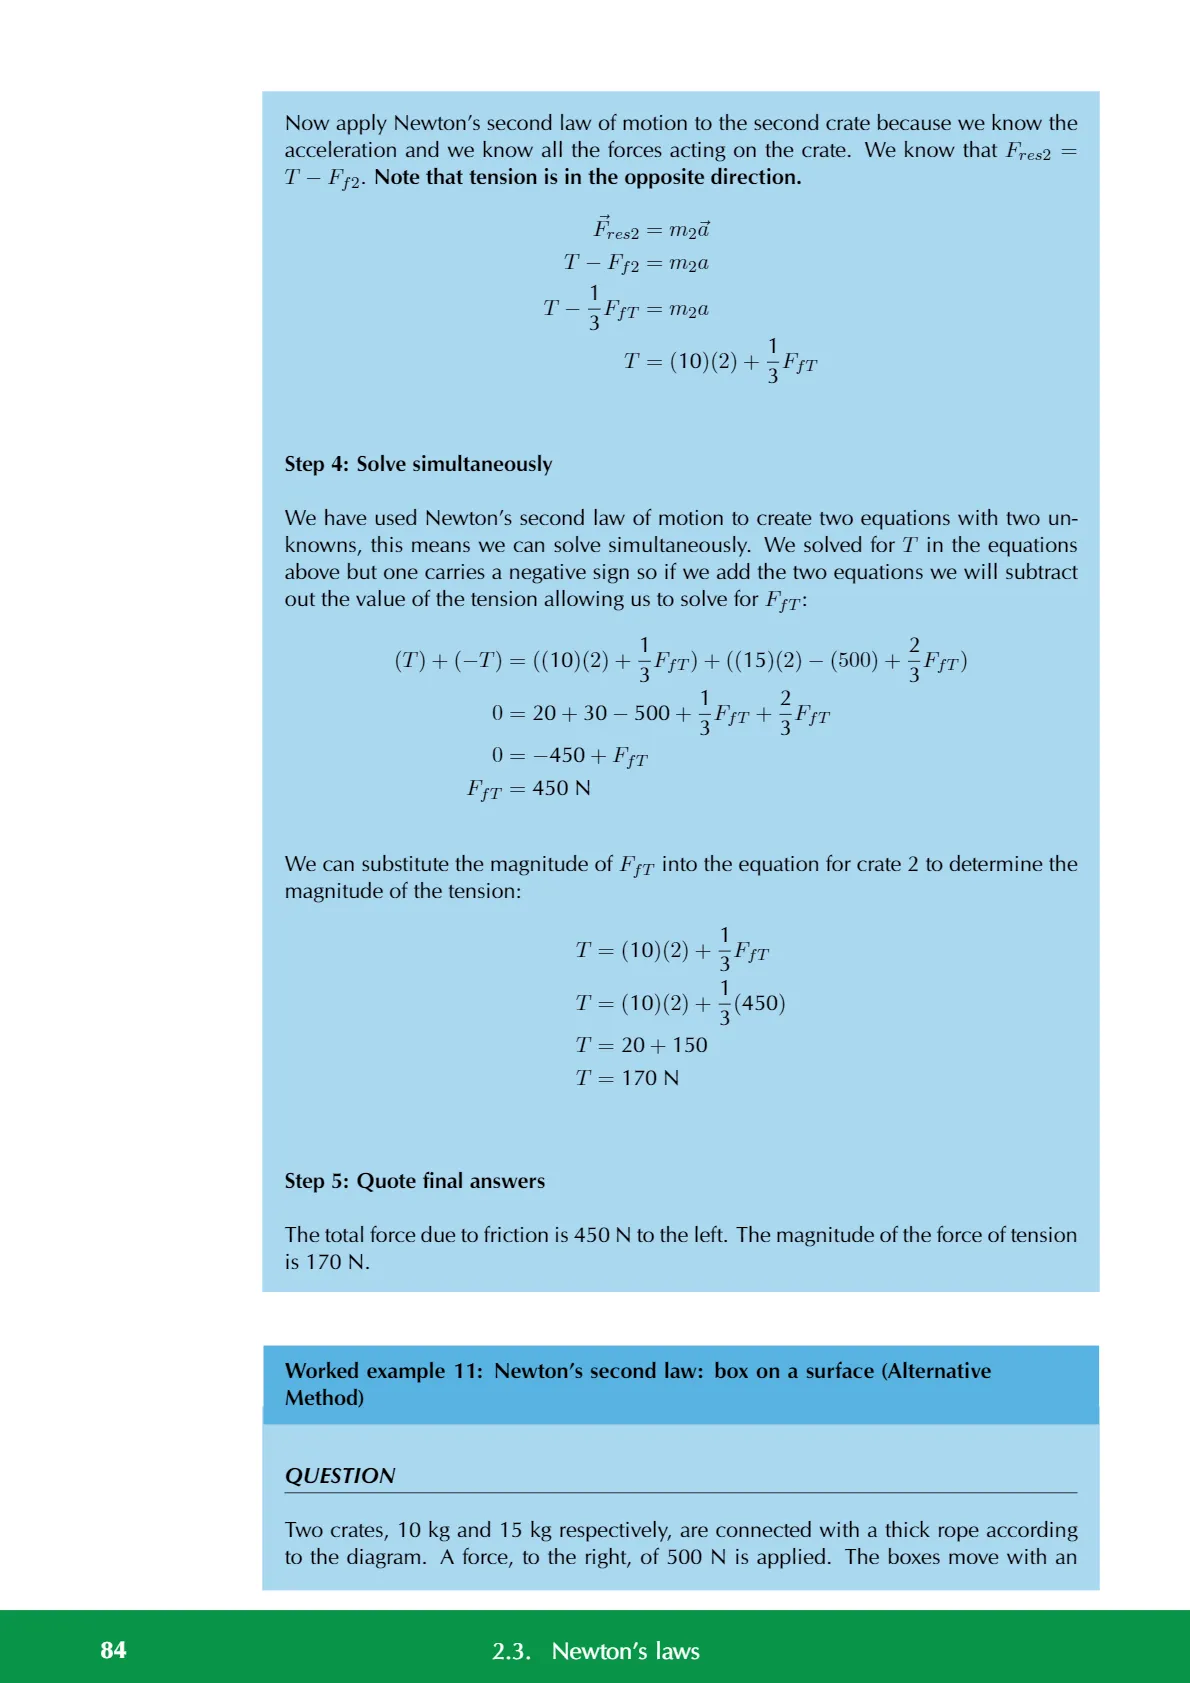 Now apply Newton's second law of motion to the second crate because we know the
acceleration and we know all the forces acting on the crate. We know that $F_{res2}$ =
$T - F_{f2}$. Note that tension is in the opposite direction.
$\vec{F}_{res2} = m_2\vec{a}$
$T - F_{f2} = m_2a$
$T - \frac{1}{3}F_{fT} = m_2a$
$T = (10)(2) + \frac{1}{3}F_{fT}$
Step 4: Solve simultaneously
We have used Newton's second law of motion to create two equations with two un-
knowns, this means we can solve simultaneously. We solved for $T$ in the equations
above but one carries a negative sign so if we add the two equations we will subtract
out the value of the tension allowing us to solve for $F_{fT}$:
$(T) + (-T) = ((10)(2) + \frac{1}{3}F_{fT}) + ((15)(2) - (500) + \frac{2}{3}F_{fT})$
$0 = 20 + 30 - 500 + \frac{1}{3}F_{fT} + \frac{2}{3}F_{fT}$
$0 = -450 + F_{fT}$
$F_{fT} = 450$ N
We can substitute the magnitude of $F_{fT}$ into the equation for crate 2 to determine the
magnitude of the tension:
$T = (10)(2) + \frac{1}{3}F_{fT}$
$T = (10)(2) + \frac{1}{3}(450)$
$T = 20 + 150$
$T = 170$ N
Step 5: Quote final answers
The total force due to friction is 450 N to the left. The magnitude of the force of tension
is 170 N.
Worked example 11: Newton's second law: box on a surface (Alternative
Method)
QUESTION
Two crates, 10 kg and 15 kg respectively, are connected with a thick rope according
to the diagram. A force, to the right, of 500 N is applied. The boxes move with an
84 2.3. Newton's laws